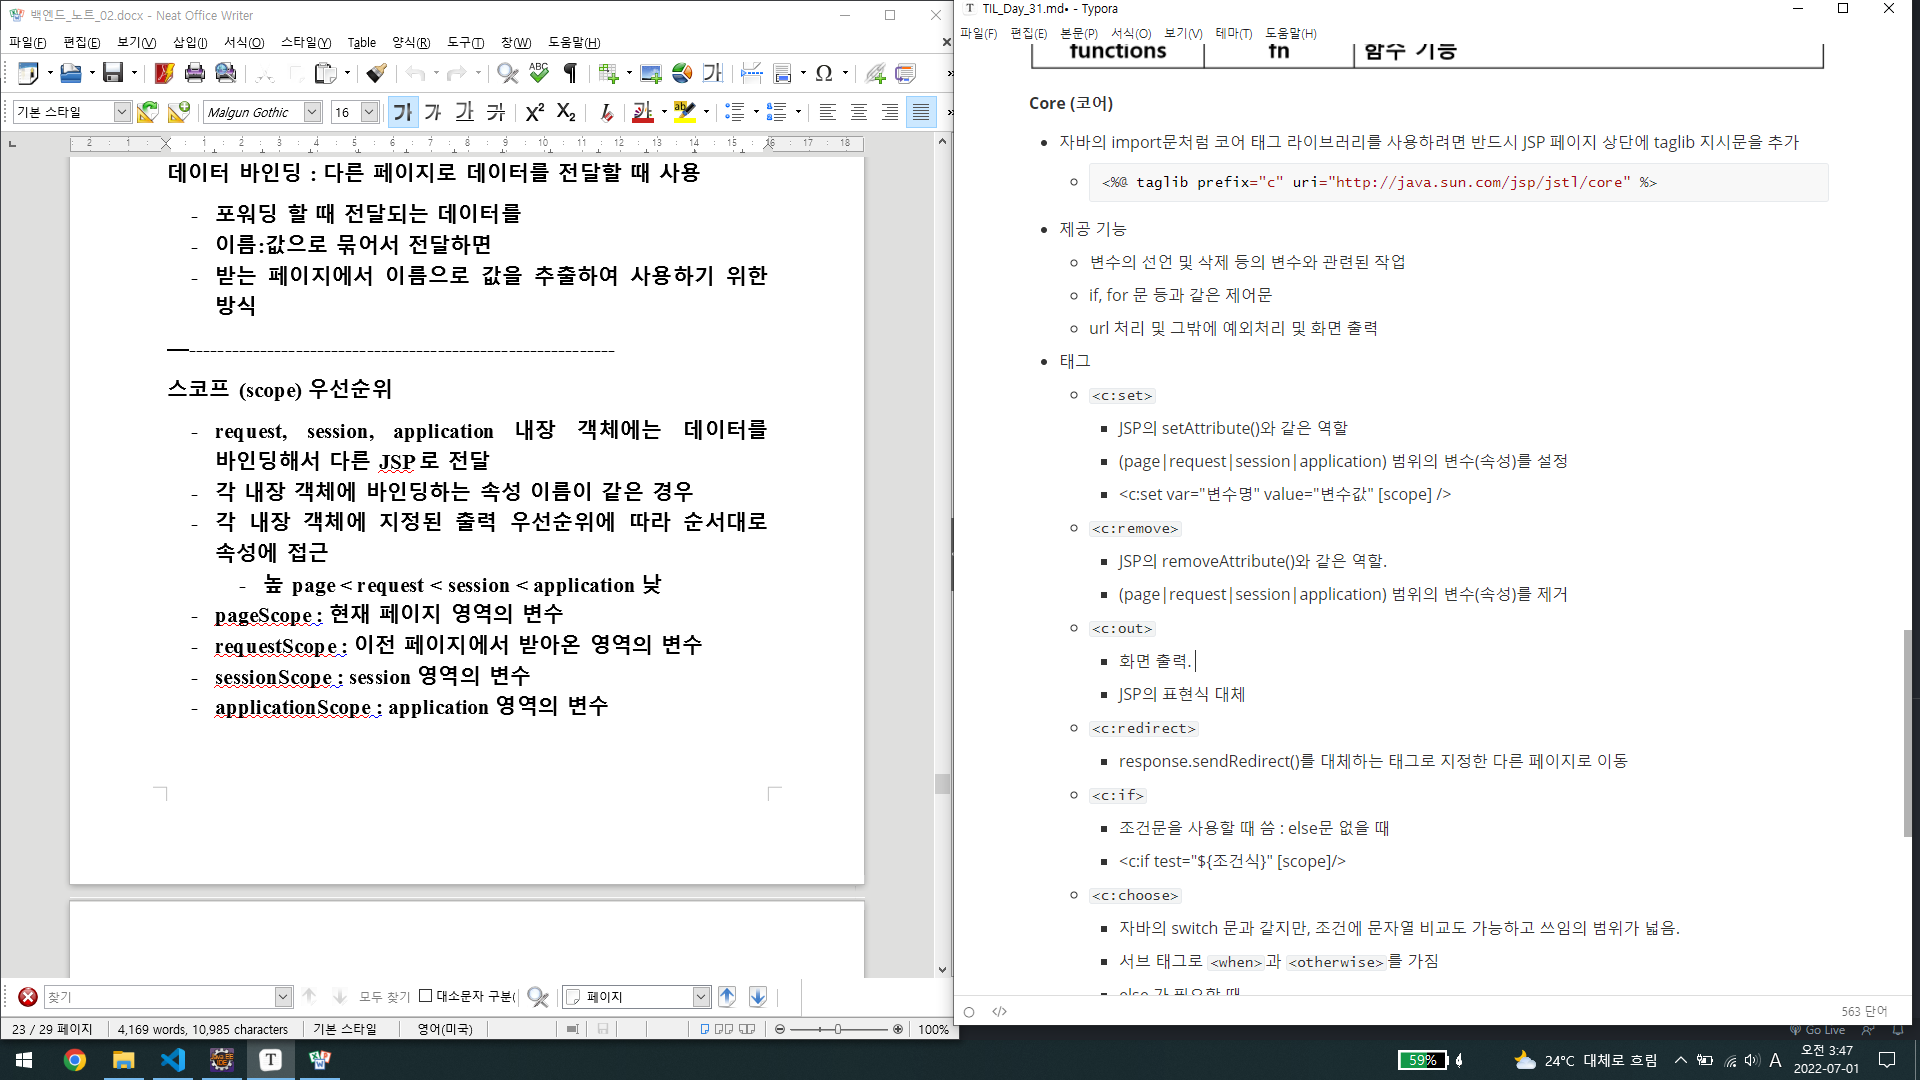 백엔드_노트_02.docx - Neat Office Writer
파일(F) 편집(E) 보기(V) 삽입(I) 서식(O) 스타일(Y) Table 양식(R) 도구(T) 창(W) 도움말(H)
기본 스타일 Malgun Gothic 16
데이터 바인딩 : 다른 페이지로 데이터를 전달할 때 사용
- 포워딩 할 때 전달되는 데이터를
- 이름:값으로 묶어서 전달하면
- 받는 페이지에서 이름으로 값을 추출하여 사용하기 위한
방식
스코프 (scope) 우선순위
- request, session, application 내장 객체에는 데이터를
바인딩해서 다른 JSP로 전달
- 각 내장 객체에 바인딩하는 속성 이름이 같은 경우
- 각 내장 객체에 지정된 출력 우선순위에 따라 순서대로
속성에 접근
- 높 page < request < session < application 낮
- pageScope : 현재 페이지 영역의 변수
- requestScope : 이전 페이지에서 받아온 영역의 변수
- sessionScope : session 영역의 변수
- applicationScope : application 영역의 변수
찾기 모두 찾기 대소문자 구분( 페이지
23 / 29 페이지 4,169 words, 10,985 characters 기본 스타일 영어(미국) 100%
TIL_Day_31.md• - Typora
파일(F) 편집(E) 본문(P) 서식(O) 보기(V) 테마(T) 도움말(H)
functions fn 함수 기능
Core (코어)
자바의 import문처럼 코어 태그 라이브러리를 사용하려면 반드시 JSP 페이지 상단에 taglib 지시문을 추가
<%@ taglib prefix="c" uri="http://java.sun.com/jsp/jstl/core" %>
제공 기능
변수의 선언 및 삭제 등의 변수와 관련된 작업
if, for 문 등과 같은 제어문
url 처리 및 그밖에 예외처리 및 화면 출력
태그
<c:set>
JSP의 setAttribute()와 같은 역할
(page|request|session|application) 범위의 변수(속성)를 설정
<c:set var="변수명" value="변수값" [scope] />
<c:remove>
JSP의 removeAttribute()와 같은 역할.
(page|request|session|application) 범위의 변수(속성)를 제거
<c:out>
화면 출력.
JSP의 표현식 대체
<c:redirect>
response.sendRedirect()를 대체하는 태그로 지정한 다른 페이지로 이동
<c:if>
조건문을 사용할 때 씀 : else문 없을 때
<c:if test="${조건식}" [scope]/>
<c:choose>
자바의 switch 문과 같지만, 조건에 문자열 비교도 가능하고 쓰임의 범위가 넓음.
서브 태그로 <when>과 <otherwise>를 가짐
else 가 필요할 때
563 단어
Go Live
59% 24°C 대체로 흐림 A 오전 3:47
2022-07-01